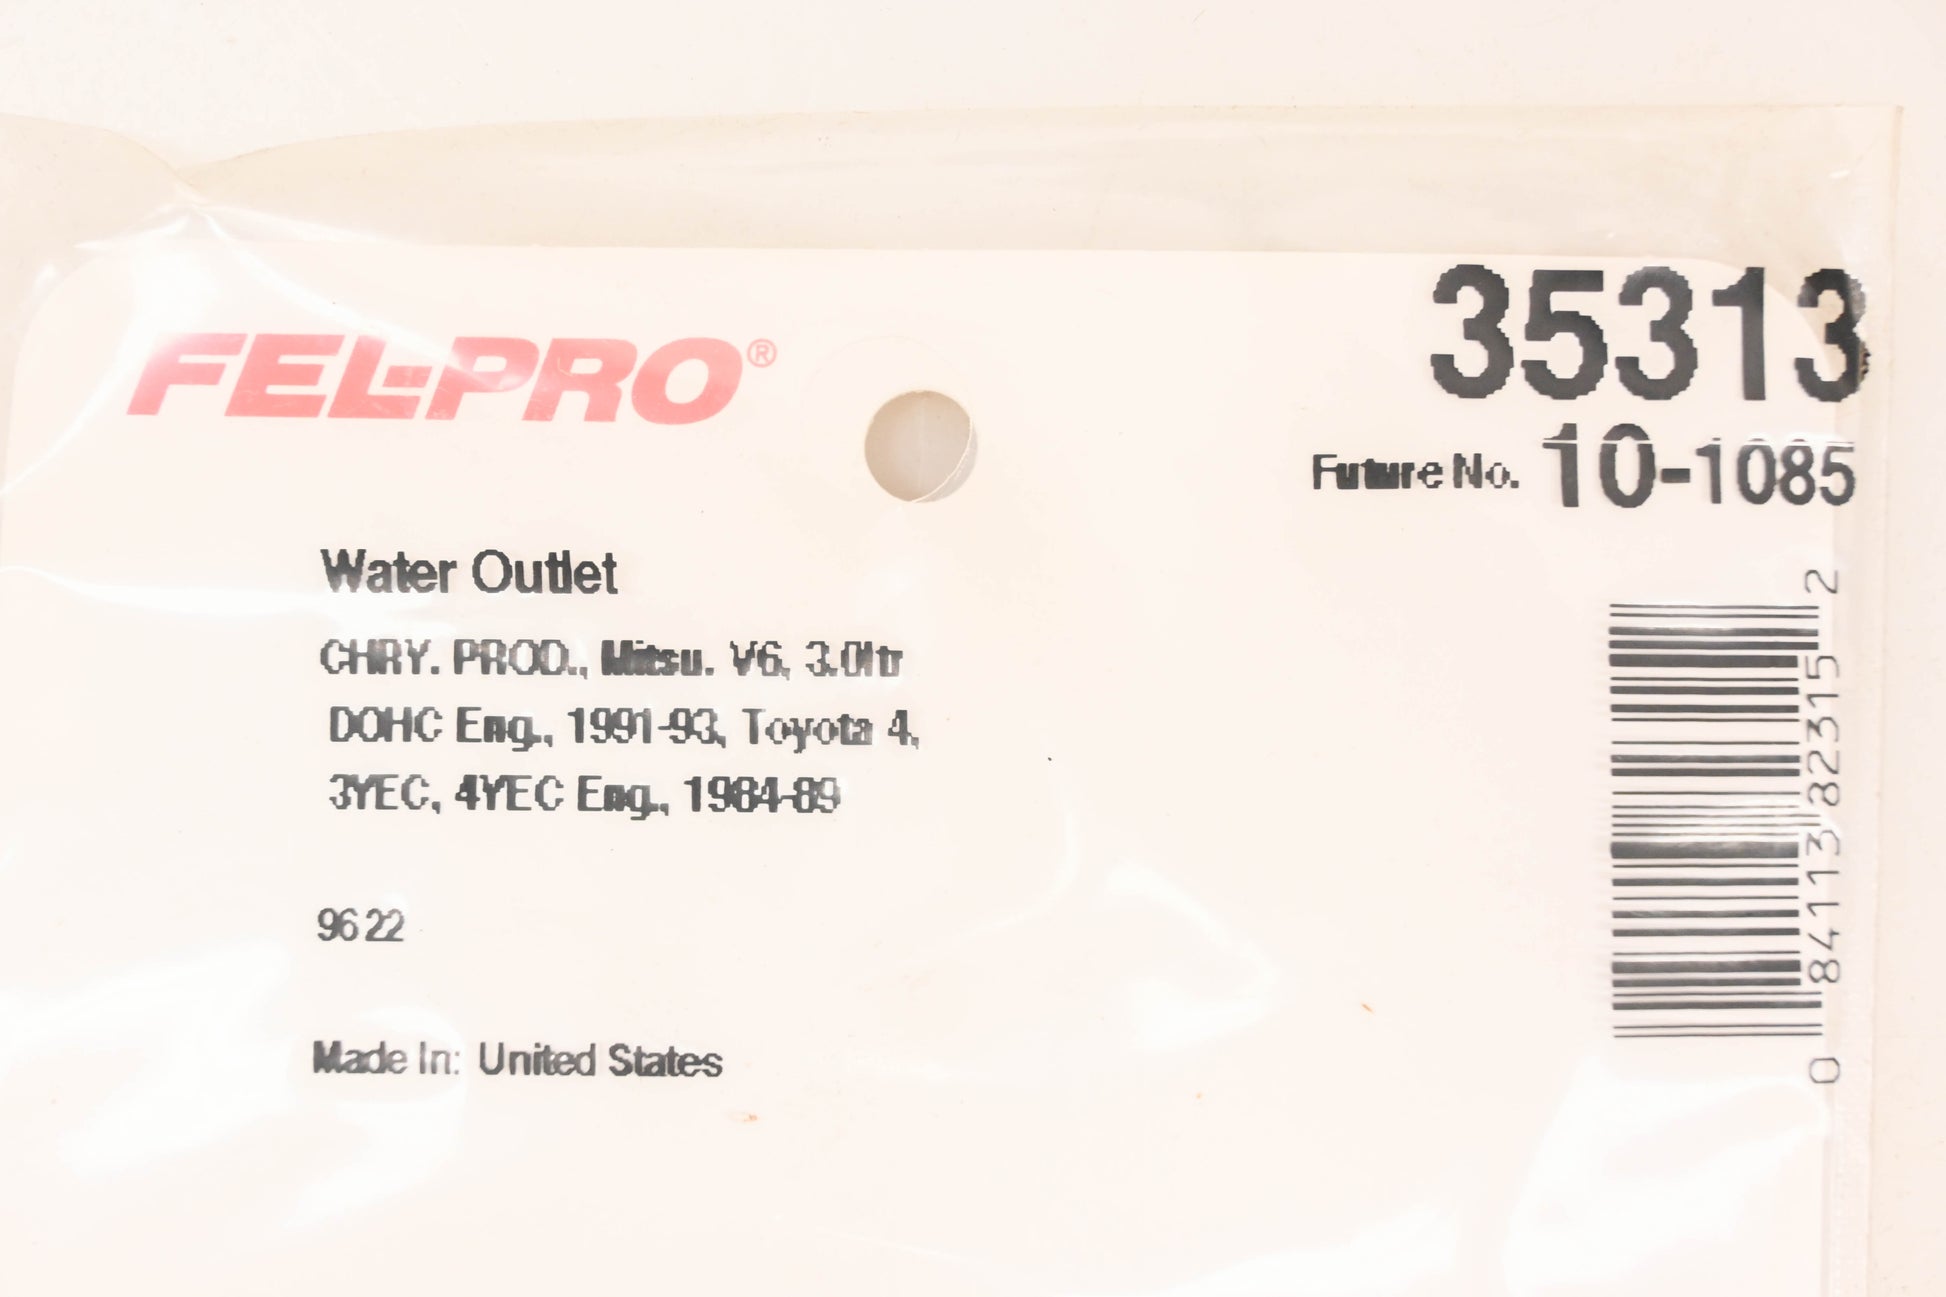 FEL-PRO®
35313
Future No. 10-1085
Water Outlet
CHRY. PROD., Mitsu. V6, 3.0ltr
DOHC Eng., 1991-93, Toyota 4,
3YEC, 4YEC Eng., 1984-89
9622
Made In: United States
0 84113 82315 2